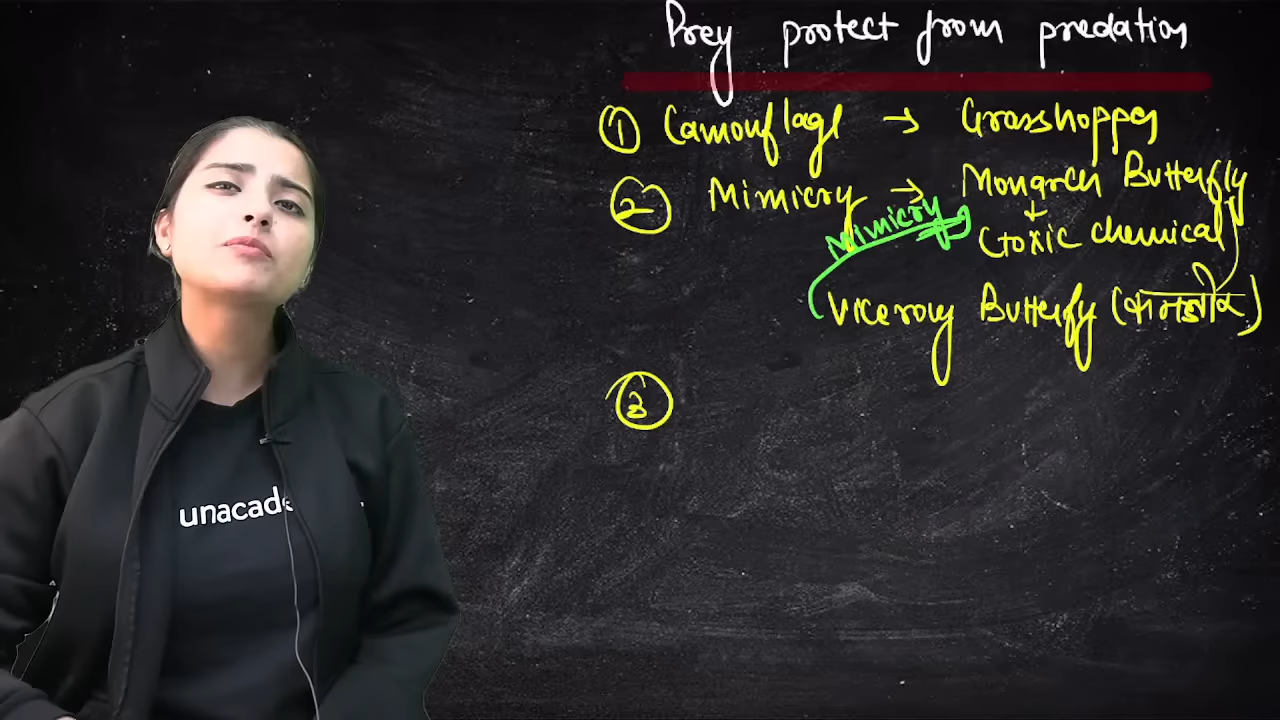 Prey protect from predation
① Camouflage → Grasshopper
② Mimicry → Monarch Butterfly
Mimicry
(toxic chemical)
Viceroy Butterfly
③
unacade